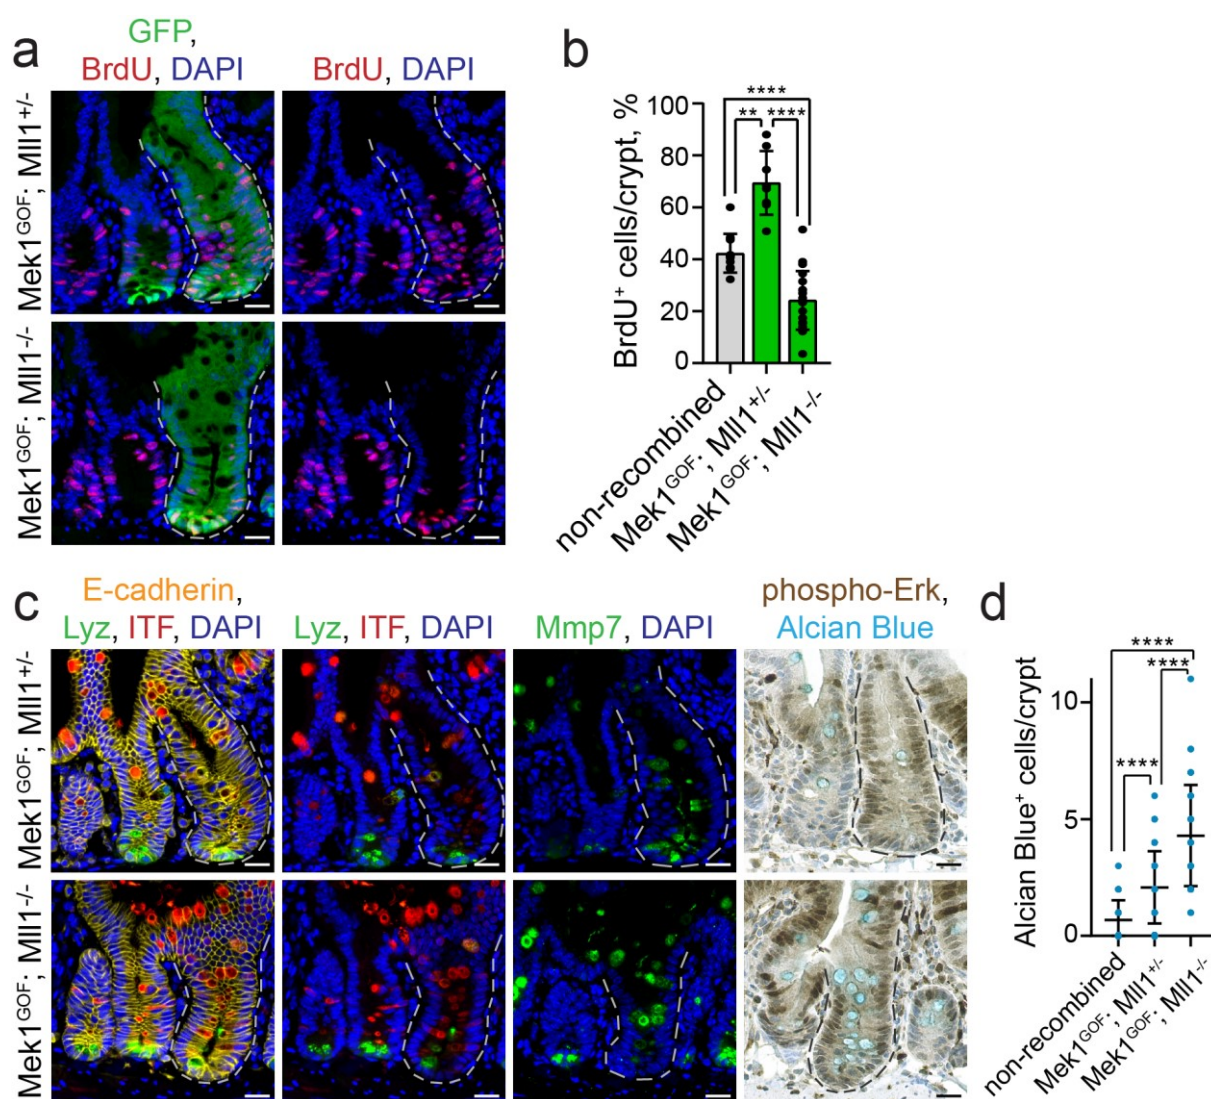 a
GFP,
BrdU, DAPI
BrdU, DAPI
Mek1GOF; Mll1+/-
Mek1GOF; Mll1-/-
b
BrdU+ cells/crypt, %
100
80
60
40
20
0
****
** ****
non-recombined
Mek1GOF; Mll1+/-
Mek1GOF; Mll1-/-
c
E-cadherin,
Lyz, ITF, DAPI
Lyz, ITF, DAPI
Mmp7, DAPI
phospho-Erk,
Alcian Blue
Mek1GOF; Mll1+/-
Mek1GOF; Mll1-/-
d
Alcian Blue+ cells/crypt
10
5
0
****
****
****
non-recombined
Mek1GOF; Mll1+/-
Mek1GOF; Mll1-/-